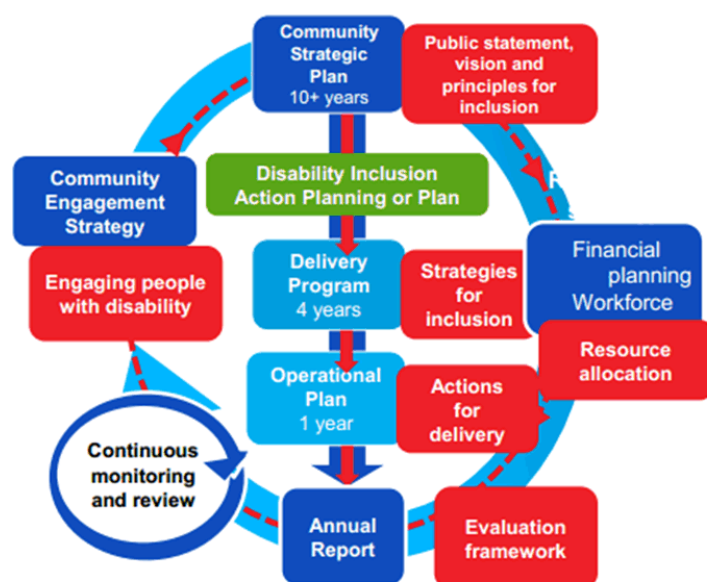 Community
Strategic
Plan
10+ years
Public statement,
vision and
principles for
inclusion
Disability Inclusion
Action Planning or Plan
Community
Engagement
Strategy
Engaging people
with disability
Delivery
Program
4 years
Strategies
for
inclusion
Financial
planning
Workforce
Resource
allocation
Operational
Plan
1 year
Actions
for
delivery
Continuous
monitoring
and review
Annual
Report
Evaluation
framework